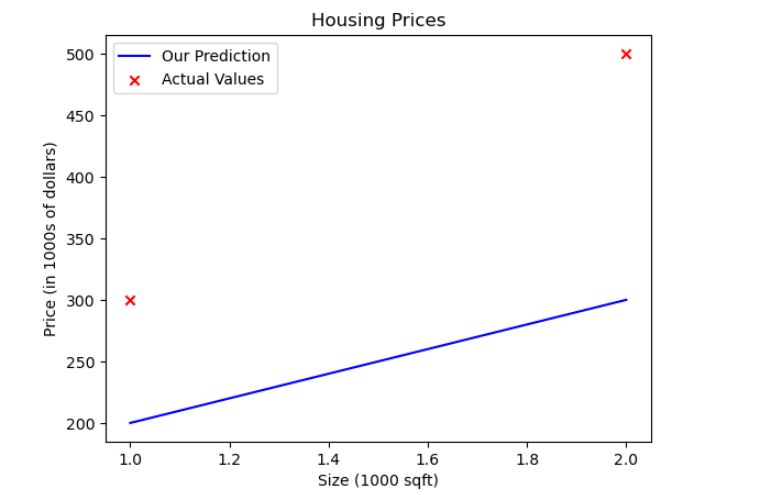 Housing Prices
Our Prediction
Actual Values
Price (in 1000s of dollars)
500
450
400
350
300
250
200
1.0 1.2 1.4 1.6 1.8 2.0
Size (1000 sqft)